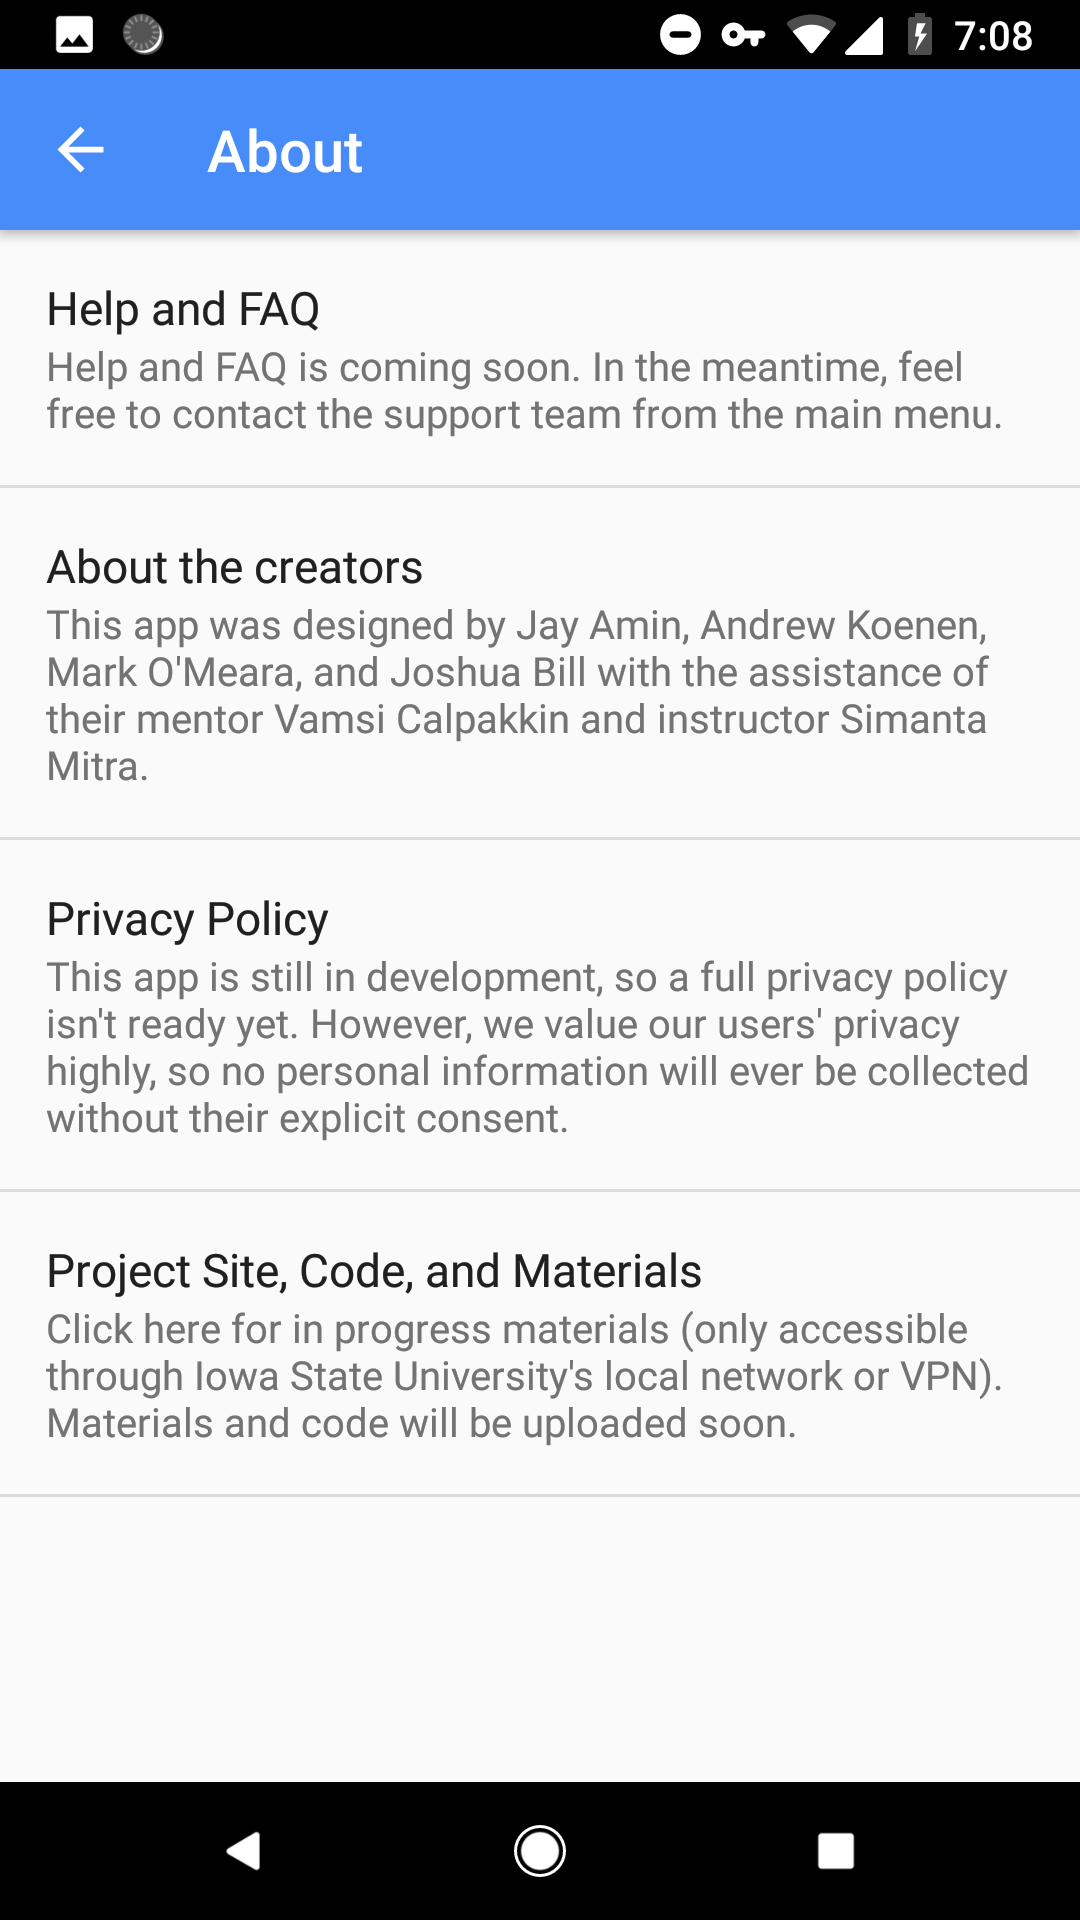 7:08
About
Help and FAQ
Help and FAQ is coming soon. In the meantime, feel
free to contact the support team from the main menu.
About the creators
This app was designed by Jay Amin, Andrew Koenen,
Mark O'Meara, and Joshua Bill with the assistance of
their mentor Vamsi Calpakkin and instructor Simanta
Mitra.
Privacy Policy
This app is still in development, so a full privacy policy
isn't ready yet. However, we value our users' privacy
highly, so no personal information will ever be collected
without their explicit consent.
Project Site, Code, and Materials
Click here for in progress materials (only accessible
through Iowa State University's local network or VPN).
Materials and code will be uploaded soon.